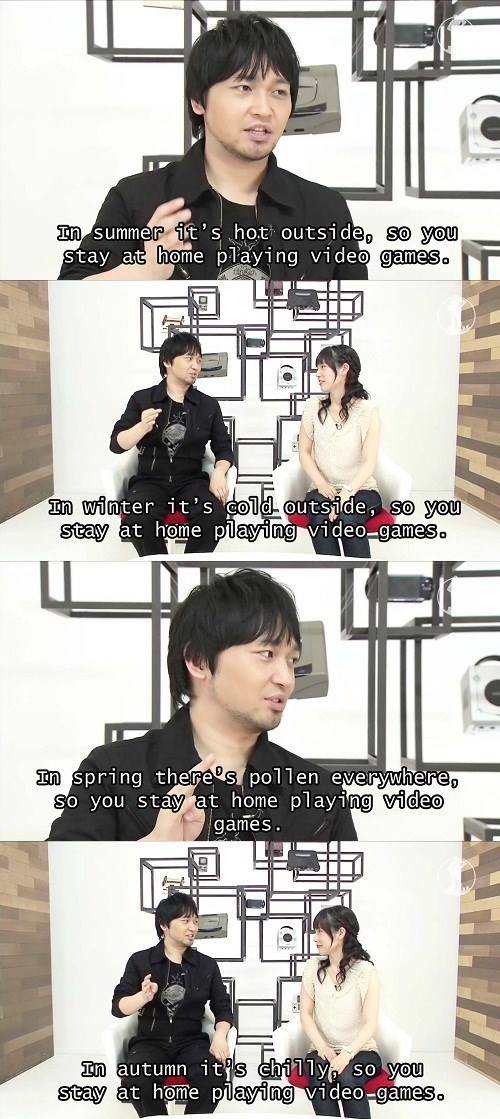 In summer it's hot outside, so you
stay at home playing video games.
In winter it's cold outside, so you
stay at home playing video games.
In spring there's pollen everywhere,
so you stay at home playing video
games.
In autumn it's chilly, so you
stay at home playing video games.